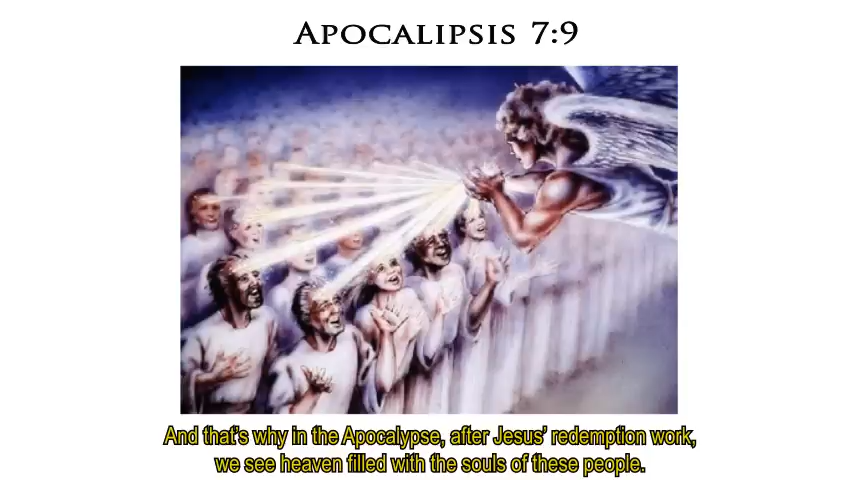 Apocalipsis 7:9
And that's why in the Apocalypse, after Jesus' redemption work,
we see heaven filled with the souls of these people.